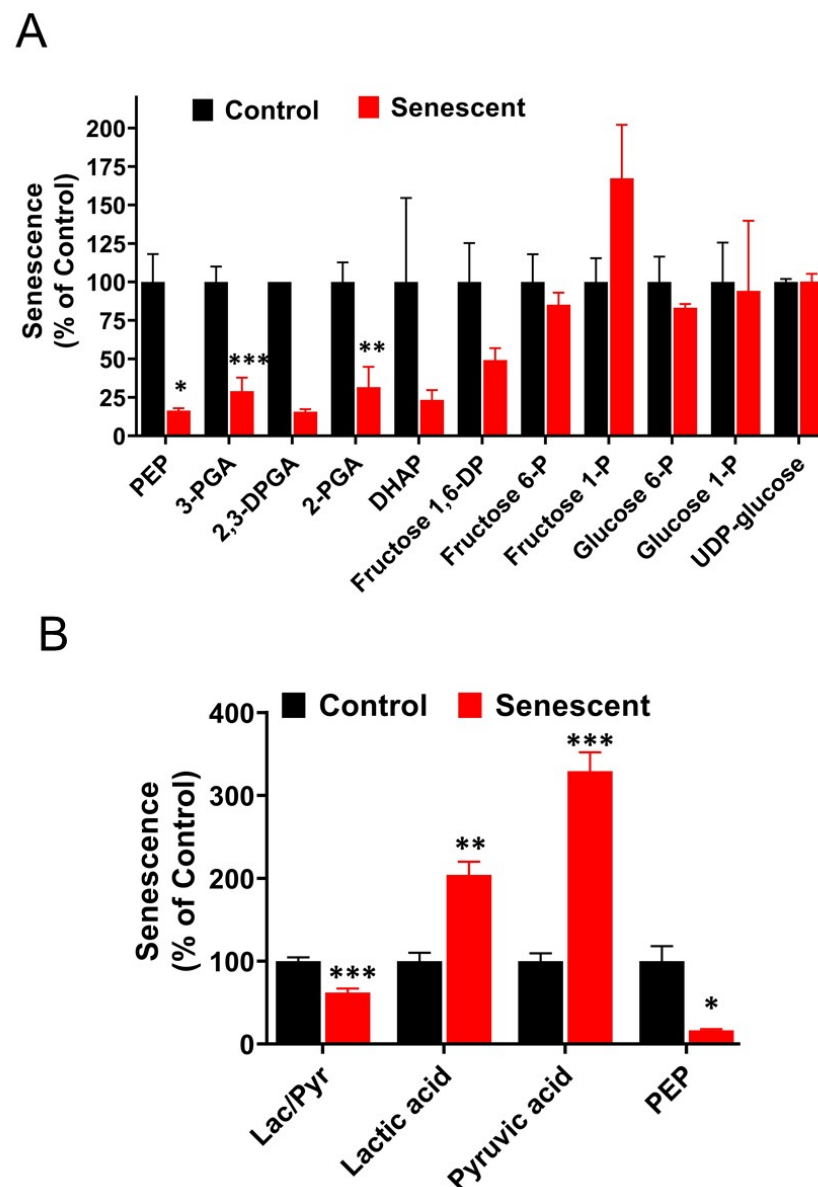 A
Control Senescent
Senescence
(% of Control)
200
175
150
125
100
75
50
25
0
* *** **
PEP
3-PGA
2,3-DPGA
2-PGA
DHAP
Fructose 1,6-DP
Fructose 6-P
Fructose 1-P
Glucose 6-P
Glucose 1-P
UDP-glucose
B
Control Senescent
Senescence
(% of Control)
400
300
200
100
0
*** ** *** *
Lac/Pyr
Lactic acid
Pyruvic acid
PEP